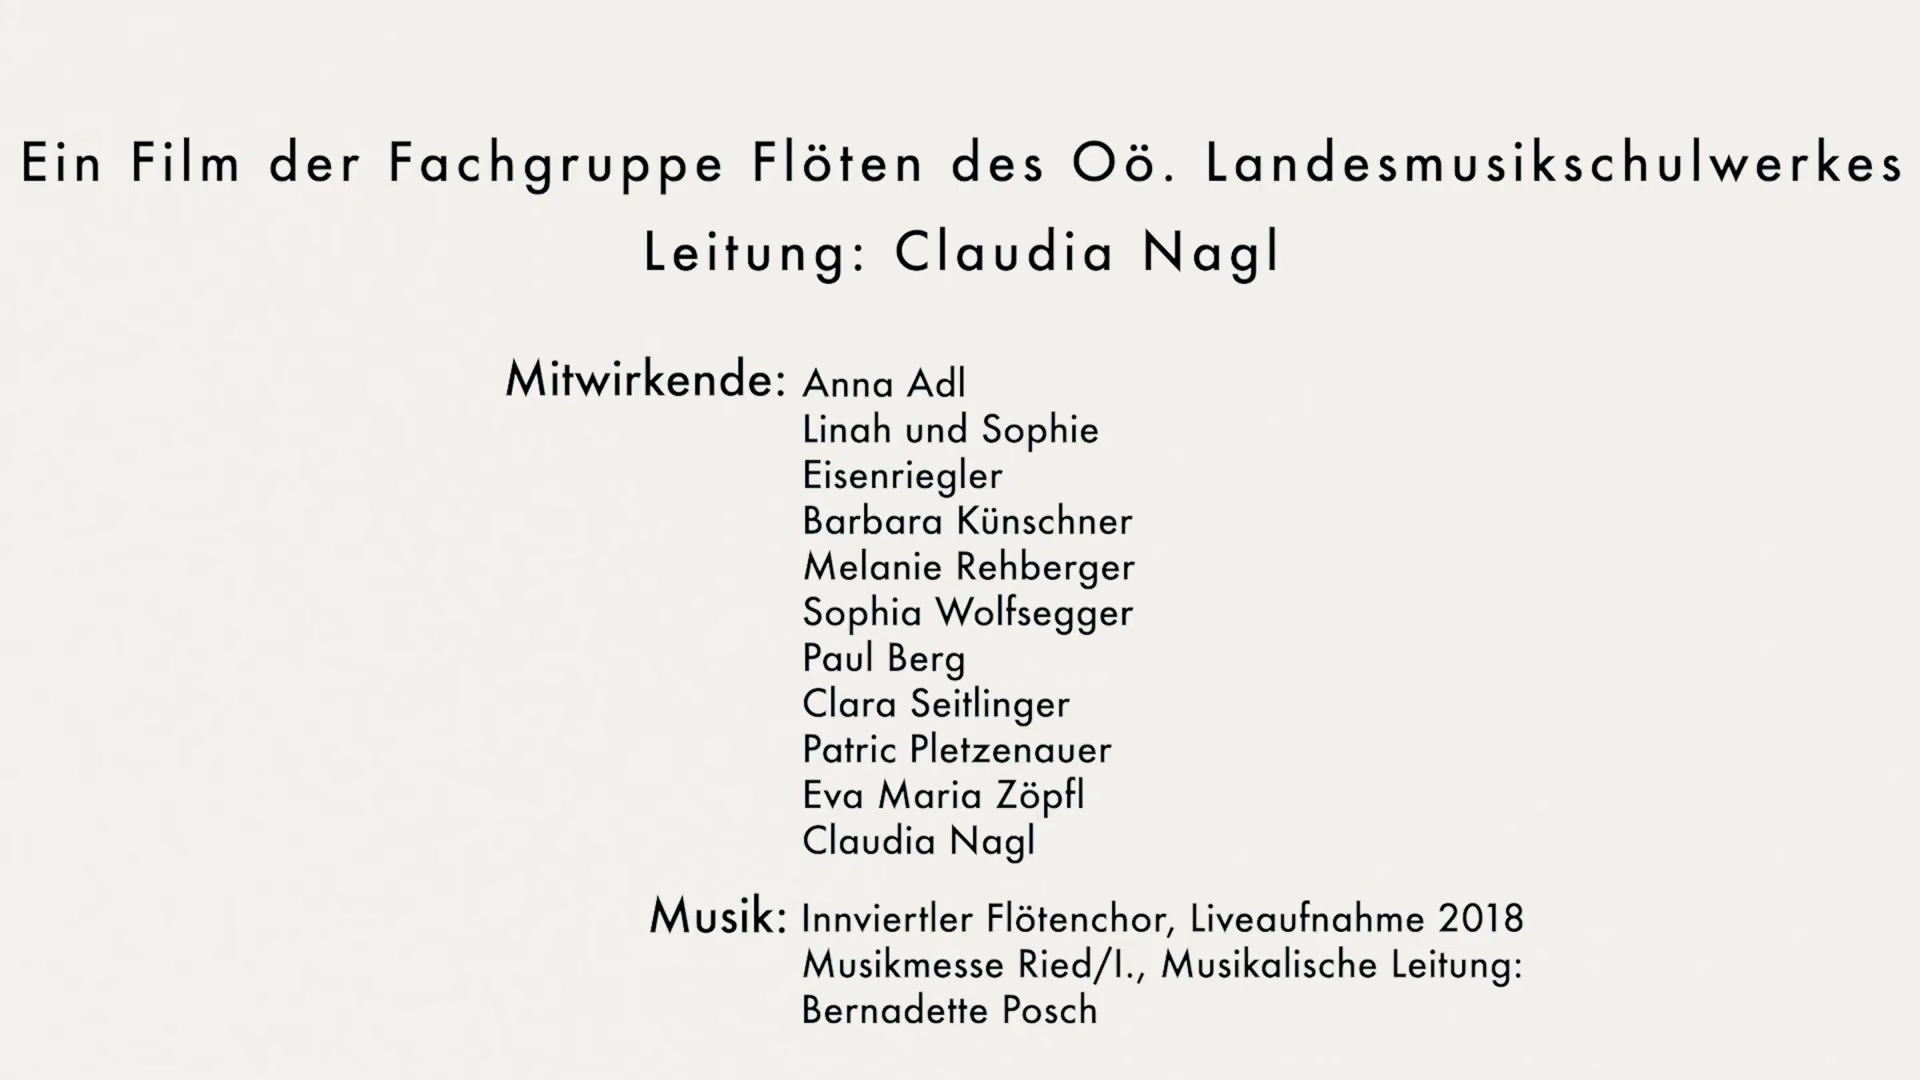 Ein Film der Fachgruppe Flöten des Oö. Landesmusikschulwerkes
Leitung: Claudia Nagl
Mitwirkende: Anna Adl
Linah und Sophie
Eisenriegler
Barbara Künschner
Melanie Rehberger
Sophia Wolfsegger
Paul Berg
Clara Seitlinger
Patric Pletzenauer
Eva Maria Zöpfl
Claudia Nagl
Musik: Innviertler Flötenchor, Liveaufnahme 2018
Musikmesse Ried/I., Musikalische Leitung:
Bernadette Posch